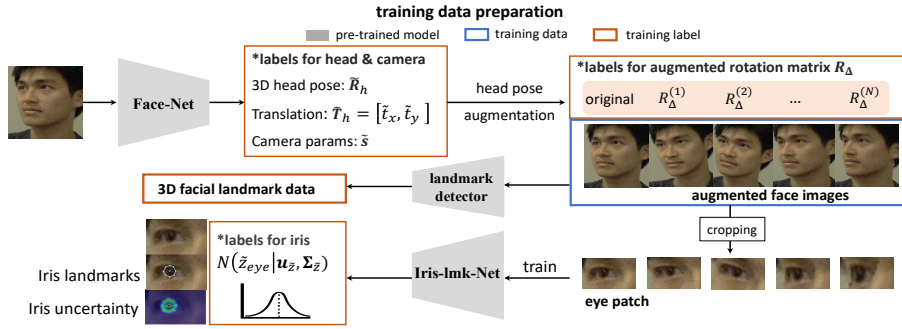 training data preparation
pre-trained model
training data
training label
*labels for head & camera
3D head pose: R̃_h
Translation: T̃_h = [t̃_x, t̃_y ]
Camera params: s̃
Face-Net
head pose
augmentation
*labels for augmented rotation matrix R_Δ
original R_Δ^(1) R_Δ^(2) ... R_Δ^(N)
augmented face images
landmark
detector
3D facial landmark data
cropping
*labels for iris
N(z̃_eye|u_z̃, Σ_z̃)
Iris-lmk-Net
train
eye patch
Iris landmarks
Iris uncertainty